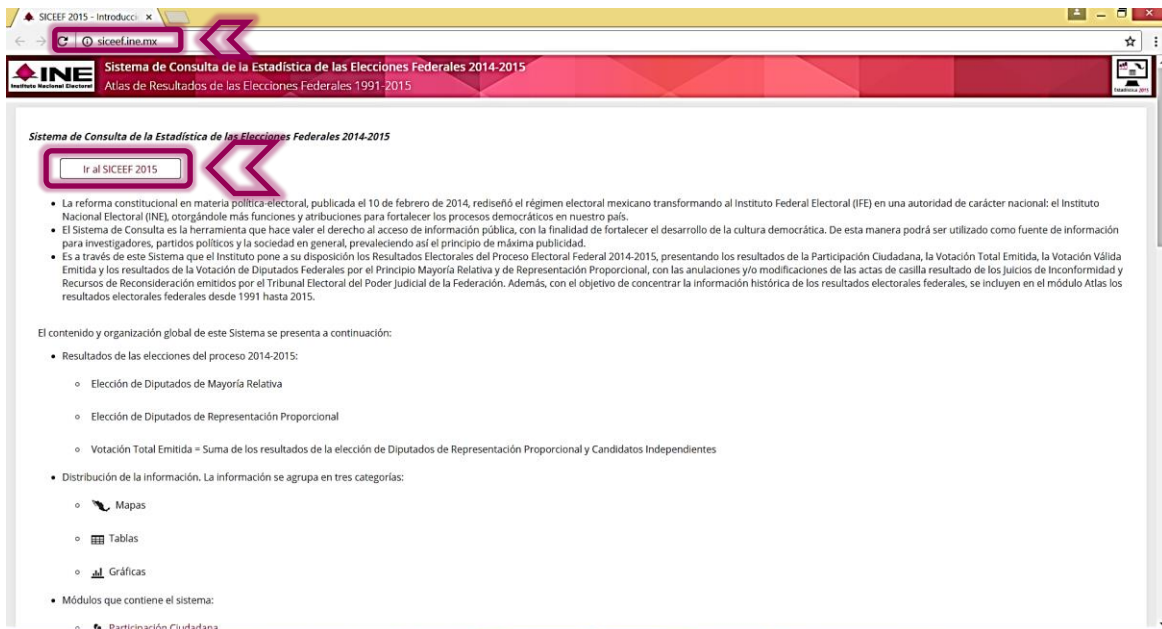 SICEEF 2015 - Introducci
siceef.ine.mx
INE
Instituto Nacional Electoral
Sistema de Consulta de la Estadística de las Elecciones Federales 2014-2015
Atlas de Resultados de las Elecciones Federales 1991-2015
Estadística 2015
Sistema de Consulta de la Estadística de las Elecciones Federales 2014-2015
Ir al SICEEF 2015
• La reforma constitucional en materia política-electoral, publicada el 10 de febrero de 2014, rediseñó el régimen electoral mexicano transformando al Instituto Federal Electoral (IFE) en una autoridad de carácter nacional: el Instituto
Nacional Electoral (INE), otorgándole más funciones y atribuciones para fortalecer los procesos democráticos en nuestro país.
• El Sistema de Consulta es la herramienta que hace valer el derecho al acceso de información pública, con la finalidad de fortalecer el desarrollo de la cultura democrática. De esta manera podrá ser utilizado como fuente de información
para investigadores, partidos políticos y la sociedad en general, prevaleciendo así el principio de máxima publicidad.
• Es a través de este Sistema que el Instituto pone a su disposición los Resultados Electorales del Proceso Electoral Federal 2014-2015, presentando los resultados de la Participación Ciudadana, la Votación Total Emitida, la Votación Válida
Emitida y los resultados de la Votación de Diputados Federales por el Principio Mayoría Relativa y de Representación Proporcional, con las anulaciones y/o modificaciones de las actas de casilla resultado de los Juicios de Inconformidad y
Recursos de Reconsideración emitidos por el Tribunal Electoral del Poder Judicial de la Federación. Además, con el objetivo de concentrar la información histórica de los resultados electorales federales, se incluyen en el módulo Atlas los
resultados electorales federales desde 1991 hasta 2015.
El contenido y organización global de este Sistema se presenta a continuación:
• Resultados de las elecciones del proceso 2014-2015:
◦ Elección de Diputados de Mayoría Relativa
◦ Elección de Diputados de Representación Proporcional
◦ Votación Total Emitida = Suma de los resultados de la elección de Diputados de Representación Proporcional y Candidatos Independientes
• Distribución de la información. La información se agrupa en tres categorías:
◦ Mapas
◦ Tablas
◦ Gráficas
• Módulos que contiene el sistema:
◦ Participación Ciudadana